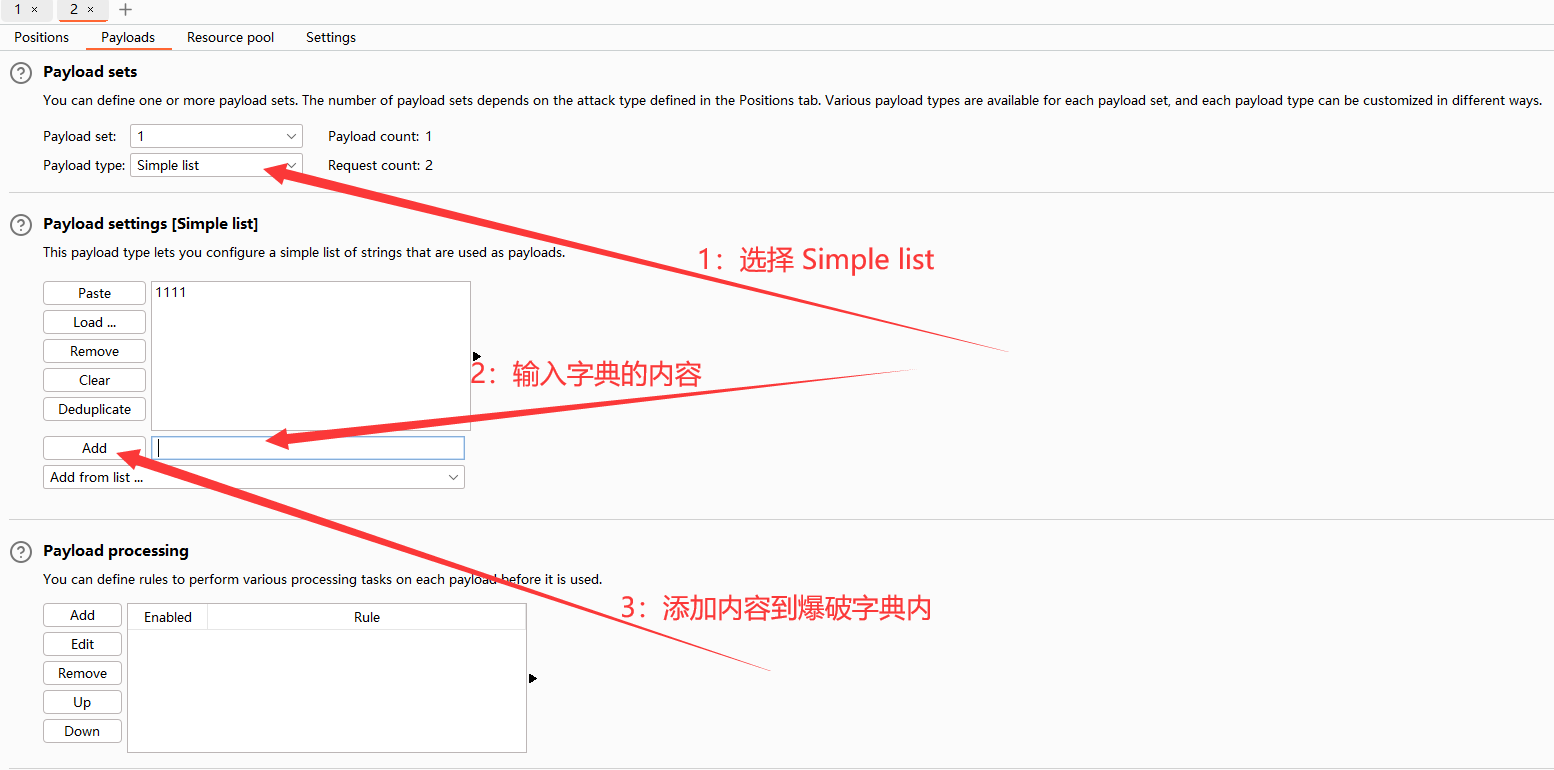 1 × 2 × +
Positions Payloads Resource pool Settings
? Payload sets
You can define one or more payload sets. The number of payload sets depends on the attack type defined in the Positions tab. Various payload types are available for each payload set, and each payload type can be customized in different ways.
Payload set: 1 Payload count: 1
Payload type: Simple list Request count: 2
? Payload settings [Simple list]
This payload type lets you configure a simple list of strings that are used as payloads.
1：选择 Simple list
Paste 1111
Load ...
Remove
Clear
2：输入字典的内容
Deduplicate
Add
Add from list ...
? Payload processing
You can define rules to perform various processing tasks on each payload before it is used.
3：添加内容到爆破字典内
Add Enabled Rule
Edit
Remove
Up
Down